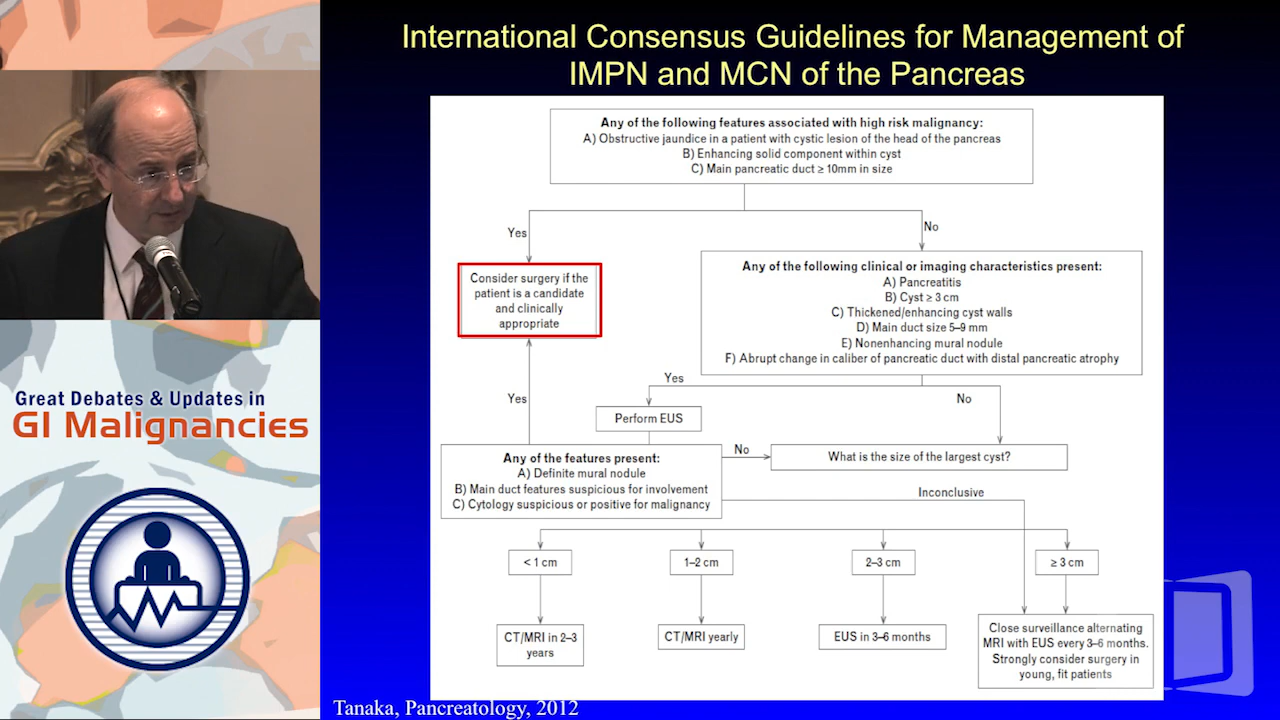 International Consensus Guidelines for Management of
IMPN and MCN of the Pancreas
Any of the following features associated with high risk malignancy:
A) Obstructive jaundice in a patient with cystic lesion of the head of the pancreas
B) Enhancing solid component within cyst
C) Main pancreatic duct ≥ 10mm in size
Yes
No
Consider surgery if the
patient is a candidate
and clinically
appropriate
Any of the following clinical or imaging characteristics present:
A) Pancreatitis
B) Cyst ≥ 3 cm
C) Thickened/enhancing cyst walls
D) Main duct size 5–9 mm
E) Nonenhancing mural nodule
F) Abrupt change in caliber of pancreatic duct with distal pancreatic atrophy
Yes
No
Yes
Perform EUS
Any of the features present:
A) Definite mural nodule
B) Main duct features suspicious for involvement
C) Cytology suspicious or positive for malignancy
No
What is the size of the largest cyst?
Inconclusive
< 1 cm
1–2 cm
2–3 cm
≥ 3 cm
CT/MRI in 2–3
years
CT/MRI yearly
EUS in 3–6 months
Close surveillance alternating
MRI with EUS every 3–6 months.
Strongly consider surgery in
young, fit patients
Tanaka, Pancreatology, 2012
Great Debates & Updates in
GI Malignancies